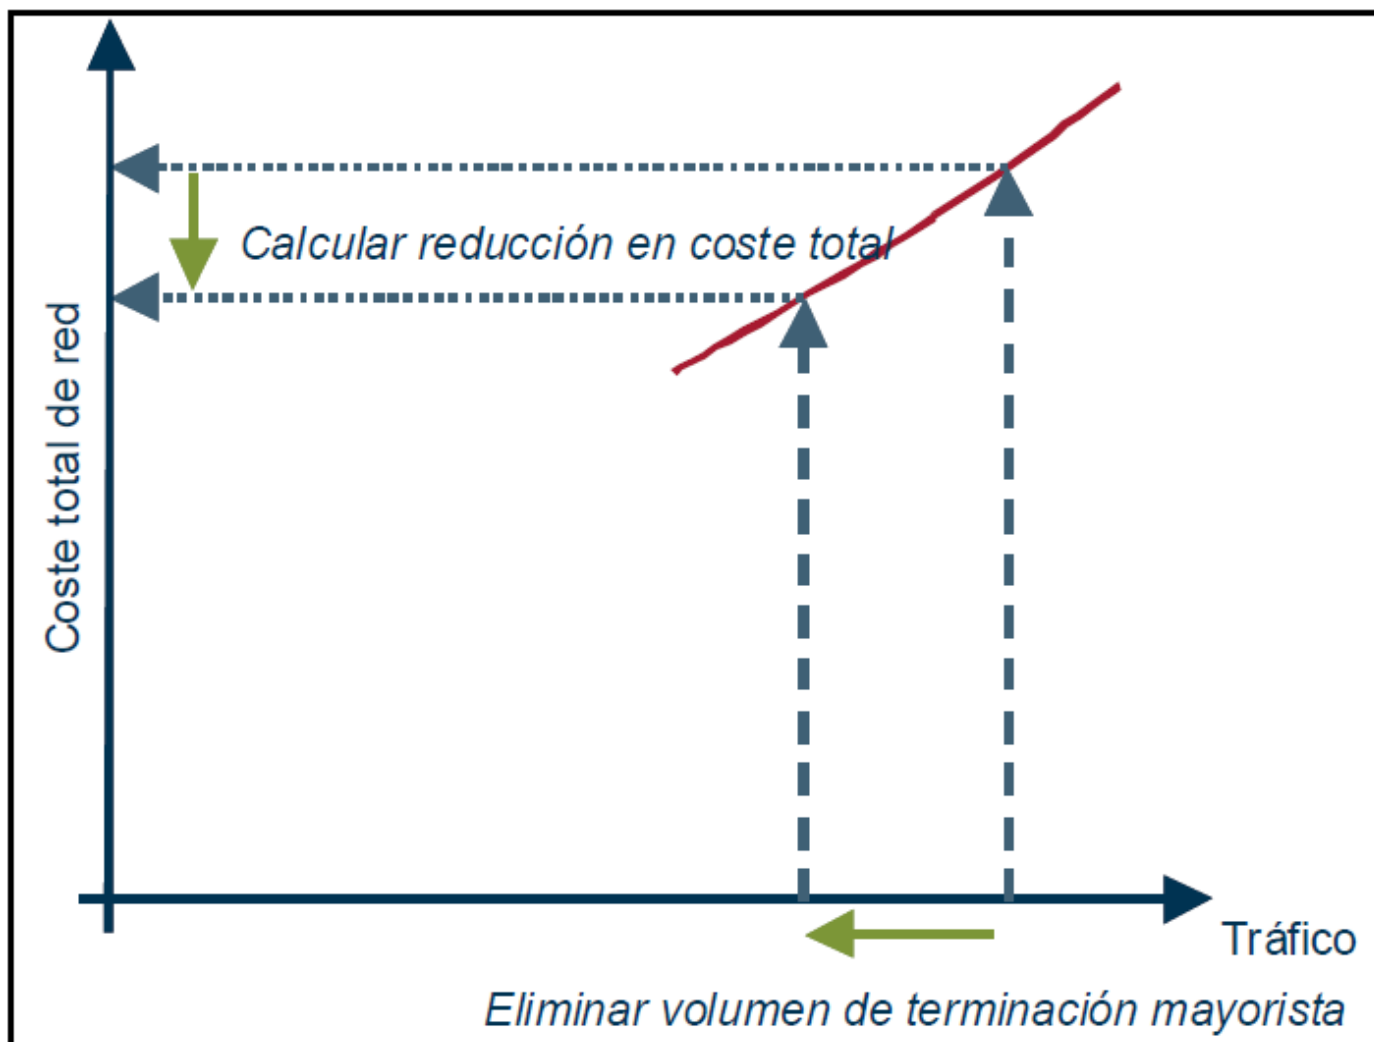 Calcular reducción en coste total
Coste total de red
Tráfico
Eliminar volumen de terminación mayorista